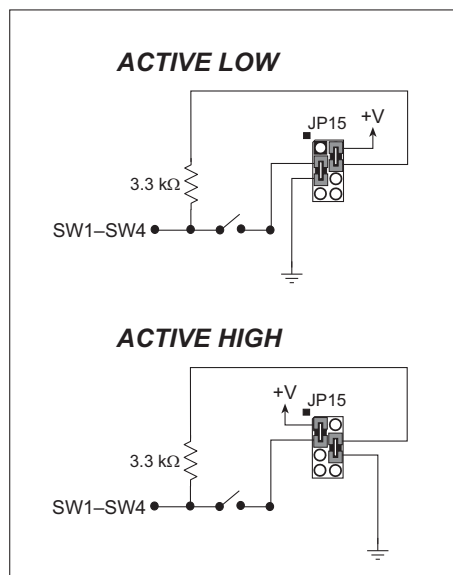 ACTIVE LOW
JP15
+V
3.3 kΩ
SW1–SW4
ACTIVE HIGH
+V
JP15
3.3 kΩ
SW1–SW4